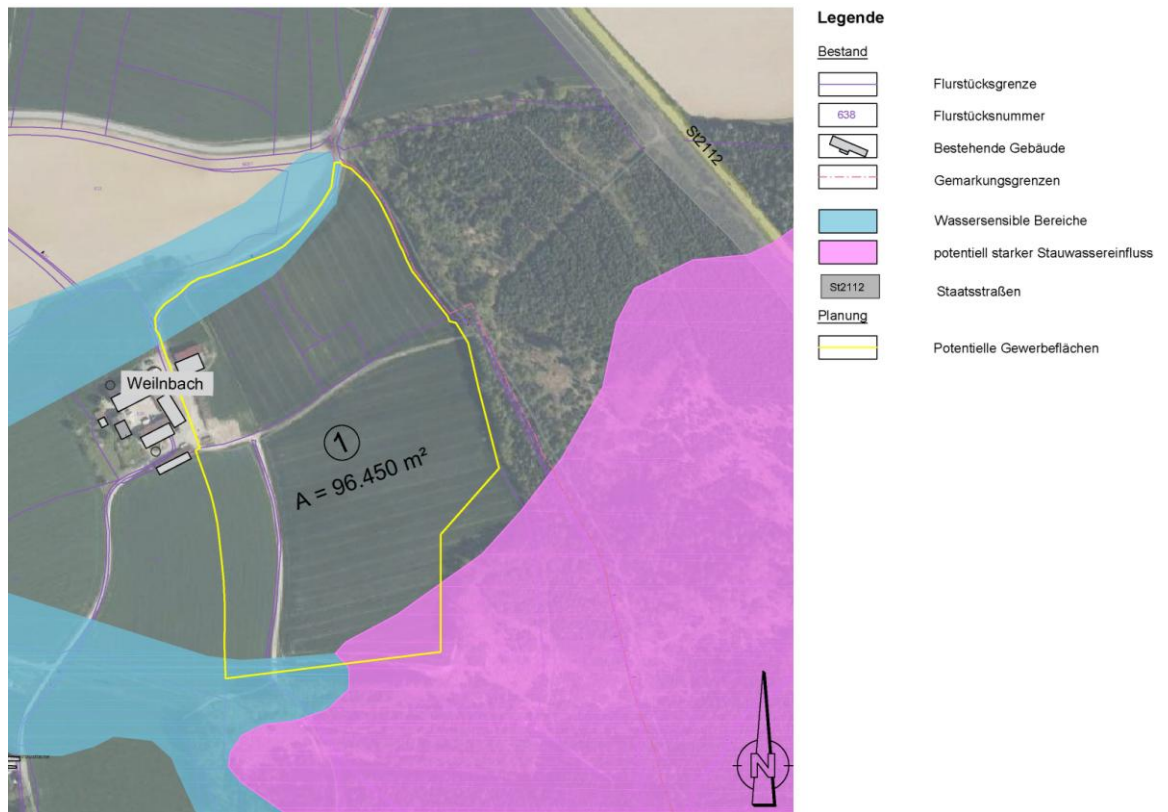 St2112
Weilnbach
1
A = 96.450 m²
N
Legende
Bestand
Flurstücksgrenze
638
Flurstücksnummer
Bestehende Gebäude
Gemarkungsgrenzen
Wassersensible Bereiche
potentiell starker Stauwassereinfluss
St2112
Staatsstraßen
Planung
Potentielle Gewerbeflächen